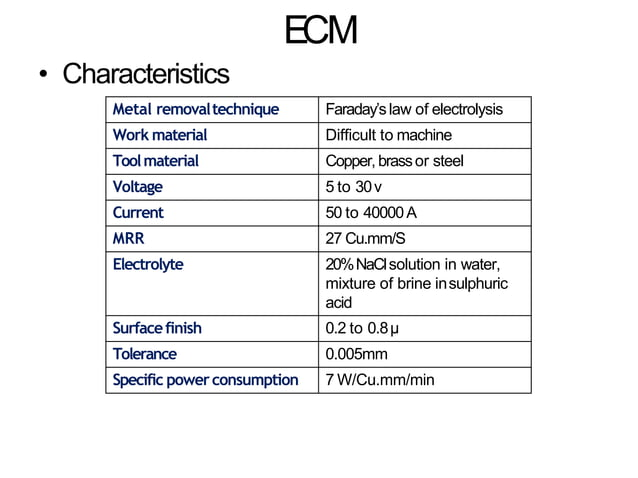 ECM
• Characteristics
Metal removal technique Faraday's law of electrolysis
Work material Difficult to machine
Tool material Copper, brass or steel
Voltage 5 to 30 v
Current 50 to 40000 A
MRR 27 Cu.mm/S
Electrolyte 20% NaCl solution in water,
mixture of brine in sulphuric
acid
Surface finish 0.2 to 0.8 µ
Tolerance 0.005mm
Specific power consumption 7 W/Cu.mm/min